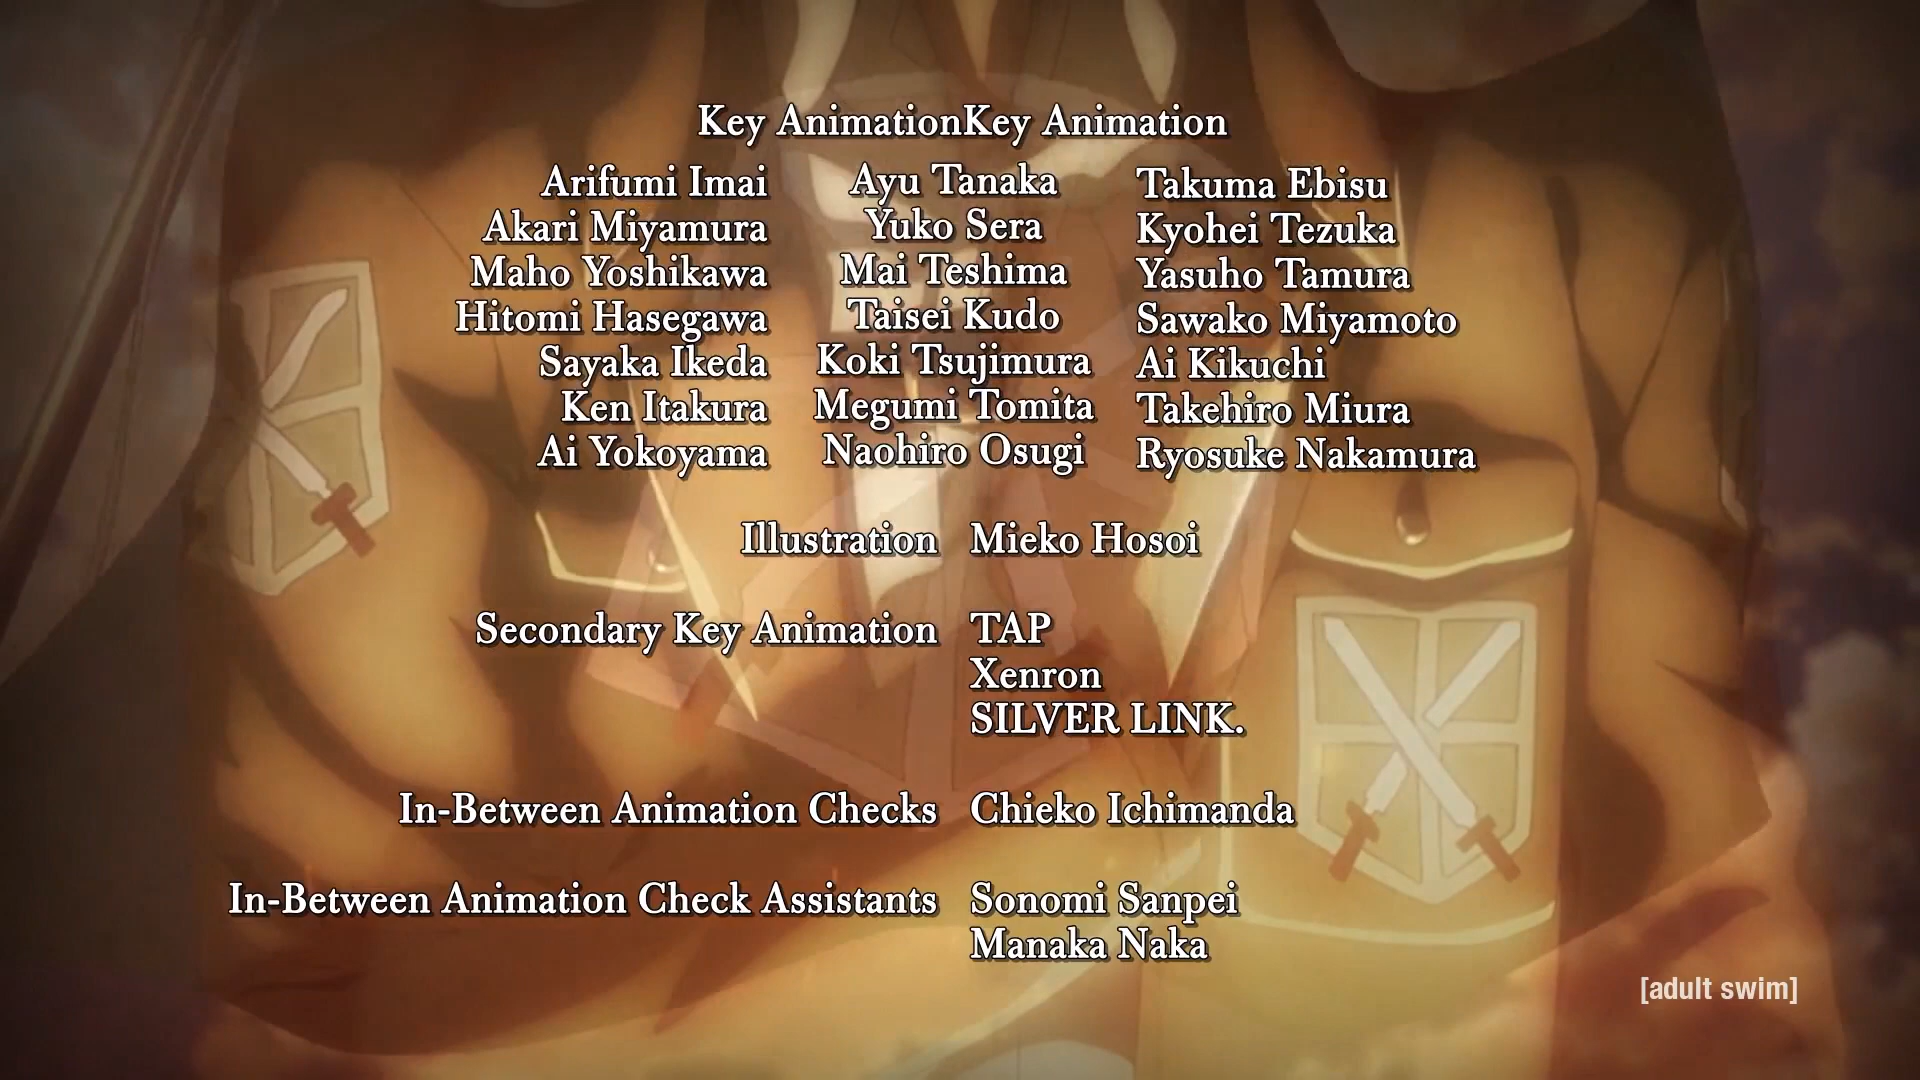 Key AnimationKey Animation
Arifumi Imai Ayu Tanaka Takuma Ebisu
Akari Miyamura Yuko Sera Kyohei Tezuka
Maho Yoshikawa Mai Teshima Yasuho Tamura
Hitomi Hasegawa Taisei Kudo Sawako Miyamoto
Sayaka Ikeda Koki Tsujimura Ai Kikuchi
Ken Itakura Megumi Tomita Takehiro Miura
Ai Yokoyama Naohiro Osugi Ryosuke Nakamura
Illustration Mieko Hosoi
Secondary Key Animation TAP
Xenron
SILVER LINK.
In-Between Animation Checks Chieko Ichimanda
In-Between Animation Check Assistants Sonomi Sanpei
Manaka Naka
[adult swim]